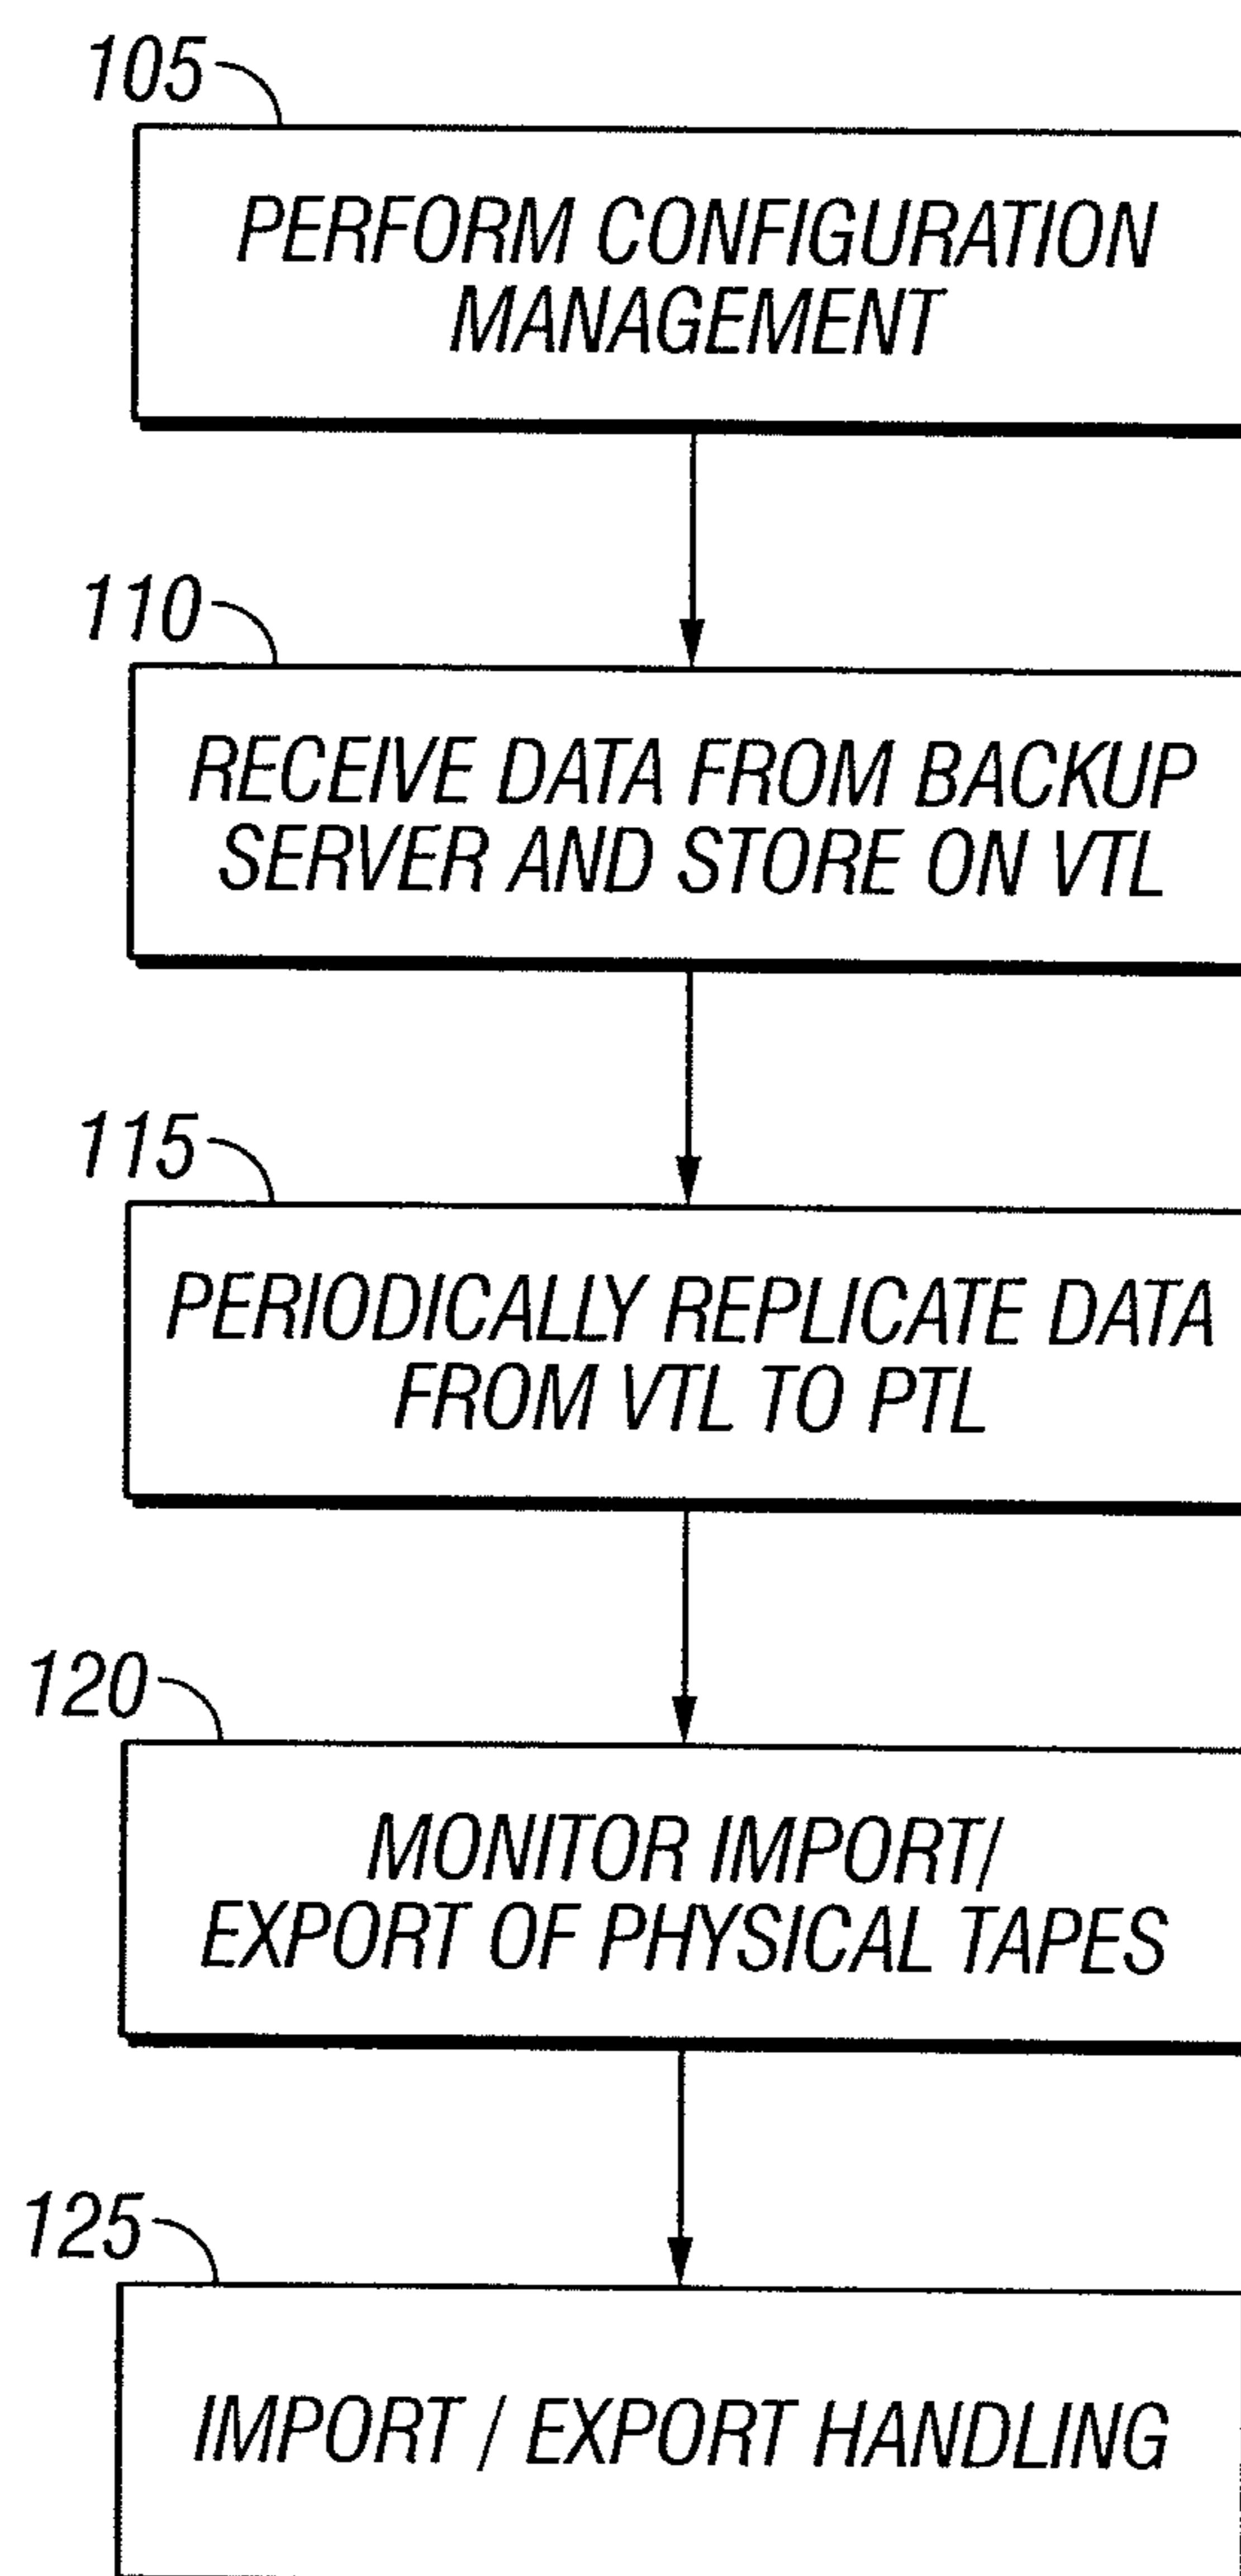 105
PERFORM CONFIGURATION
MANAGEMENT
110
RECEIVE DATA FROM BACKUP
SERVER AND STORE ON VTL
115
PERIODICALLY REPLICATE DATA
FROM VTL TO PTL
120
MONITOR IMPORT/
EXPORT OF PHYSICAL TAPES
125
IMPORT / EXPORT HANDLING